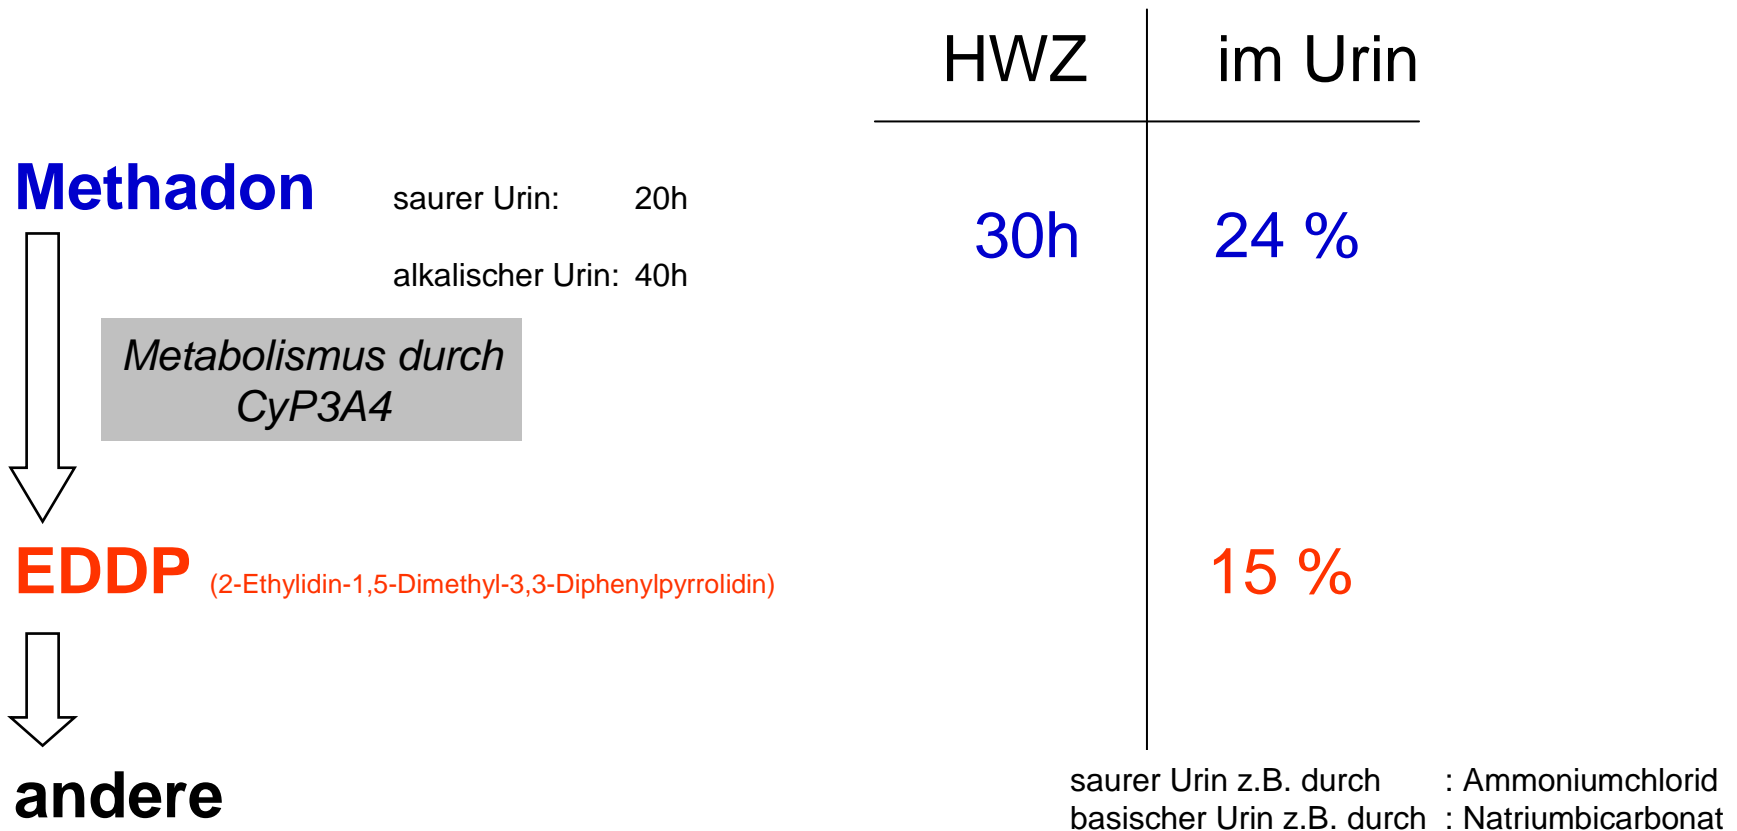 HWZ im Urin
Methadon saurer Urin: 20h
30h 24 %
alkalischer Urin: 40h
Metabolismus durch
CyP3A4
EDDP (2-Ethylidin-1,5-Dimethyl-3,3-Diphenylpyrrolidin) 15 %
andere
saurer Urin z.B. durch : Ammoniumchlorid
basischer Urin z.B. durch : Natriumbicarbonat